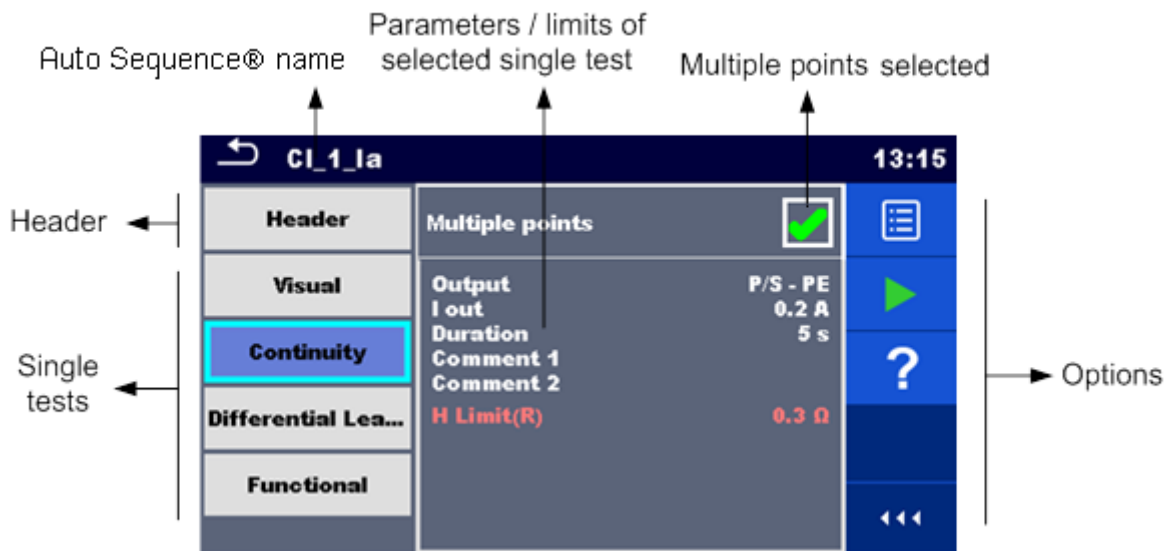 Parameters / limits of
selected single test
Auto Sequence® name
Multiple points selected
CI_1_Ia
13:15
Header
Header
Multiple points
Visual
Output P/S - PE
I out 0.2 A
Duration 5 s
Comment 1
Comment 2
H Limit(R) 0.3 Ω
Single
tests
Continuity
Differential Lea...
Functional
?
Options